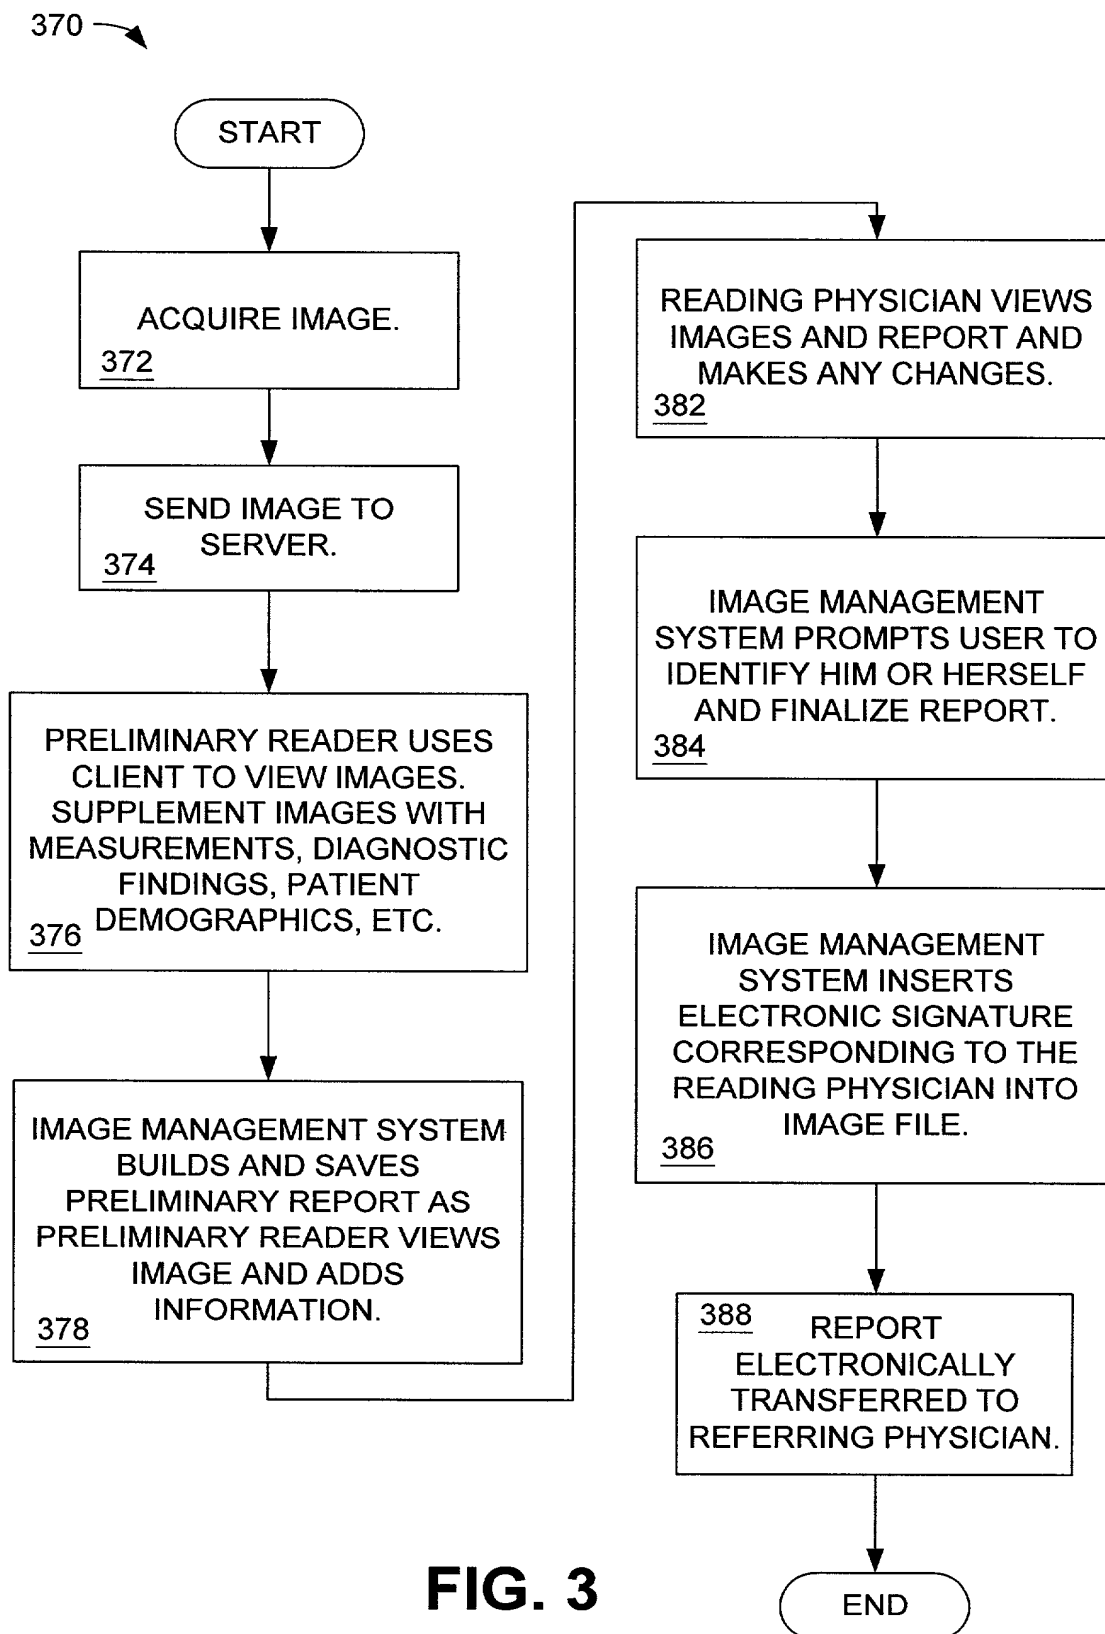 370
START
ACQUIRE IMAGE.
372
SEND IMAGE TO
SERVER.
374
PRELIMINARY READER USES
CLIENT TO VIEW IMAGES.
SUPPLEMENT IMAGES WITH
MEASUREMENTS, DIAGNOSTIC
FINDINGS, PATIENT
DEMOGRAPHICS, ETC.
376
IMAGE MANAGEMENT SYSTEM
BUILDS AND SAVES
PRELIMINARY REPORT AS
PRELIMINARY READER VIEWS
IMAGE AND ADDS
INFORMATION.
378
READING PHYSICIAN VIEWS
IMAGES AND REPORT AND
MAKES ANY CHANGES.
382
IMAGE MANAGEMENT
SYSTEM PROMPTS USER TO
IDENTIFY HIM OR HERSELF
AND FINALIZE REPORT.
384
IMAGE MANAGEMENT
SYSTEM INSERTS
ELECTRONIC SIGNATURE
CORRESPONDING TO THE
READING PHYSICIAN INTO
IMAGE FILE.
386
388
REPORT
ELECTRONICALLY
TRANSFERRED TO
REFERRING PHYSICIAN.
END
FIG. 3